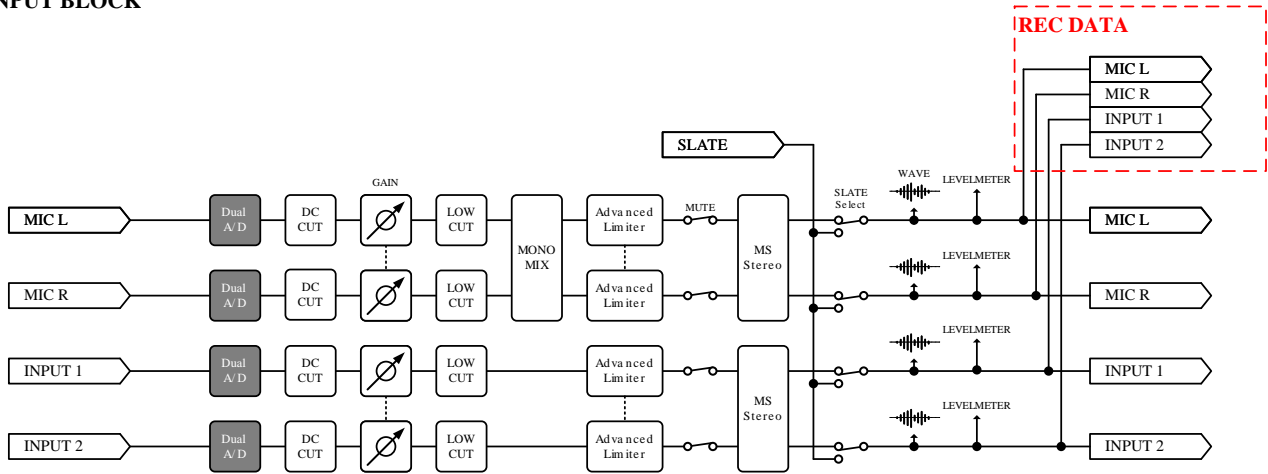 NPUT BLOCK
REC DATA
MIC L
MIC R
INPUT 1
INPUT 2
SLATE
GAIN
MUTE
SLATE
Select
WAVE
LEVELMETER
MIC L
Dual
A/D
DC
CUT
LOW
CUT
MONO
MIX
Advanced
Limiter
MS
Stereo
MIC L
LEVELMETER
MIC R
Dual
A/D
DC
CUT
LOW
CUT
Advanced
Limiter
MIC R
LEVELMETER
INPUT 1
Dual
A/D
DC
CUT
LOW
CUT
Advanced
Limiter
MS
Stereo
INPUT 1
LEVELMETER
INPUT 2
Dual
A/D
DC
CUT
LOW
CUT
Advanced
Limiter
INPUT 2